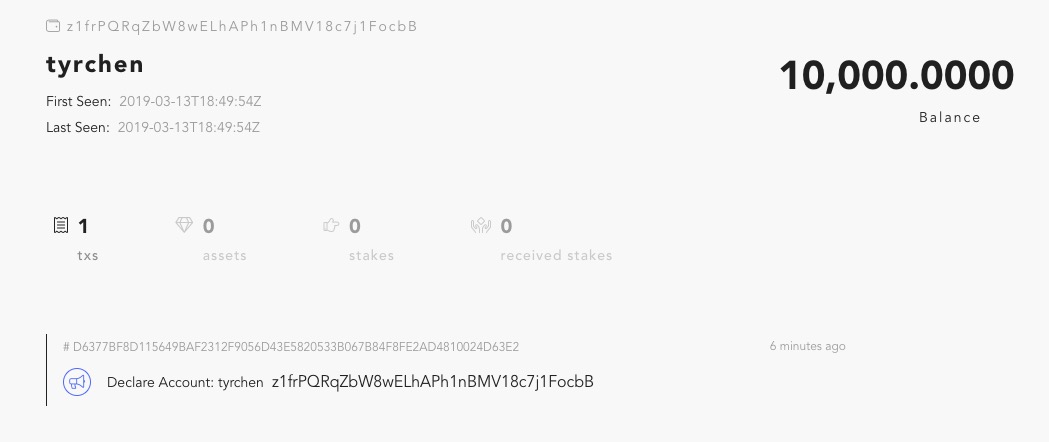 z1frPQRqZbW8wELhAPh1nBMV18c7j1FocbB
tyrchen
First Seen: 2019-03-13T18:49:54Z
Last Seen: 2019-03-13T18:49:54Z
10,000.0000
Balance
1 txs
0 assets
0 stakes
0 received stakes
# D6377BF8D115649BAF2312F9056D43E5820533B067B84F8FE2AD4810024D63E2
6 minutes ago
Declare Account: tyrchen z1frPQRqZbW8wELhAPh1nBMV18c7j1FocbB